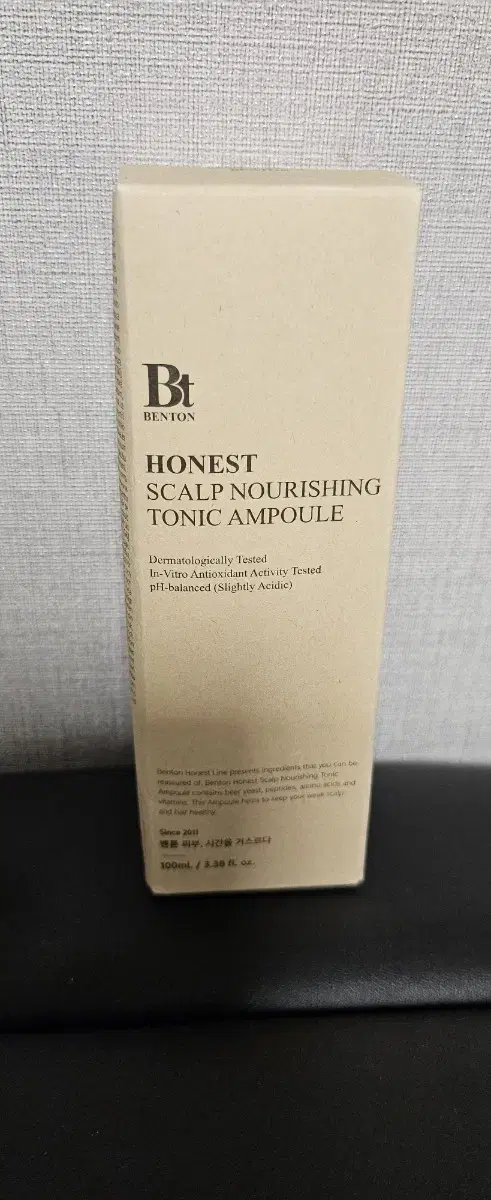 Bt
BENTON
HONEST
SCALP NOURISHING
TONIC AMPOULE
Dermatologically Tested
In-Vitro Antioxidant Activity Tested
pH-balanced (Slightly Acidic)
Benton Honest Line presents ingredients that you can be
reassured of. Benton Honest Scalp Nourishing Tonic
Ampoule contains beer yeast, peptides, amino acids and
vitamins. This Ampoule helps to keep your weak scalp
and hair healthy.
Since 2011
벤톤 피부, 시간을 거스르다
100mL / 3.38 fl. oz.